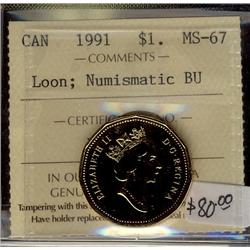 CAN 1991 $1. MS-67
COMMENTS
Loon; Numismatic BU
CERTIFIC
O.
IN OU
GENU
ELIZABETH II D·G·REGINA
$80.00
Tampering with this
Have holder replace